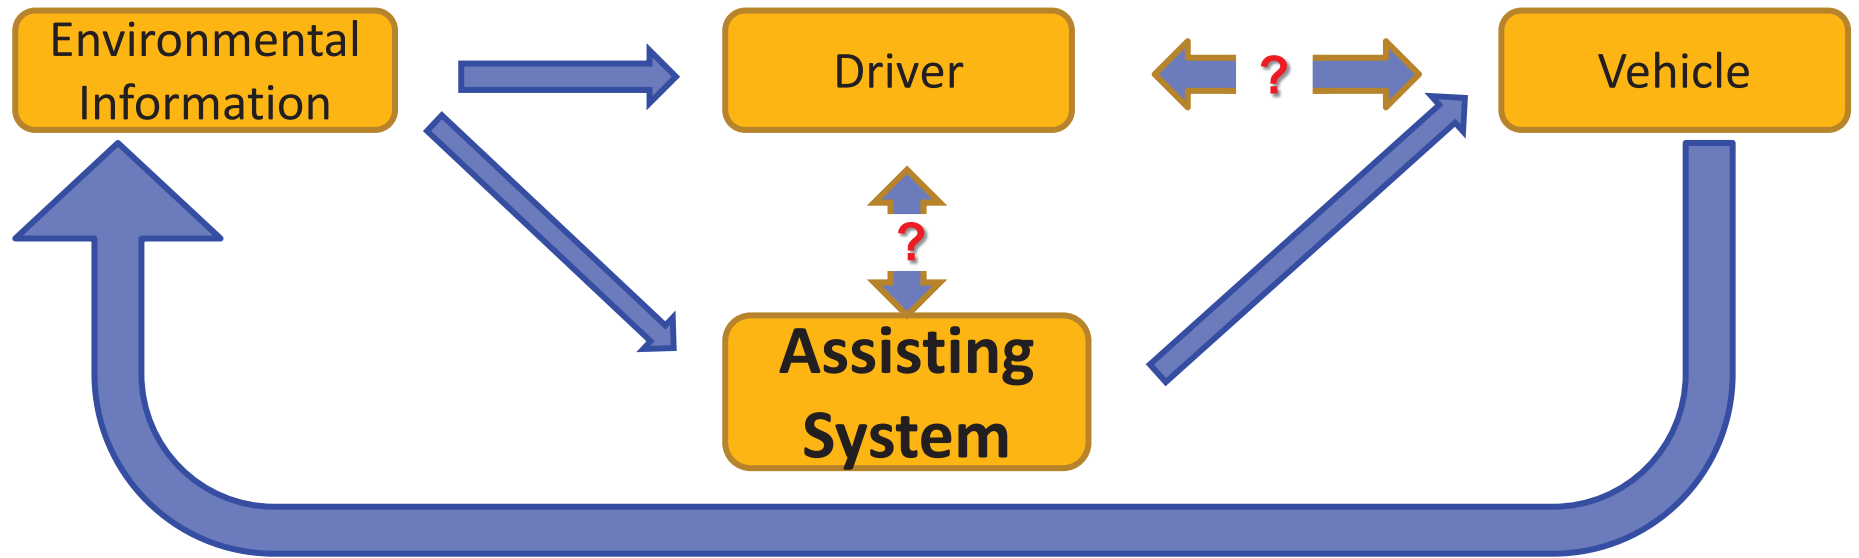 Environmental
Information
Driver
?
Vehicle
?
Assisting
System